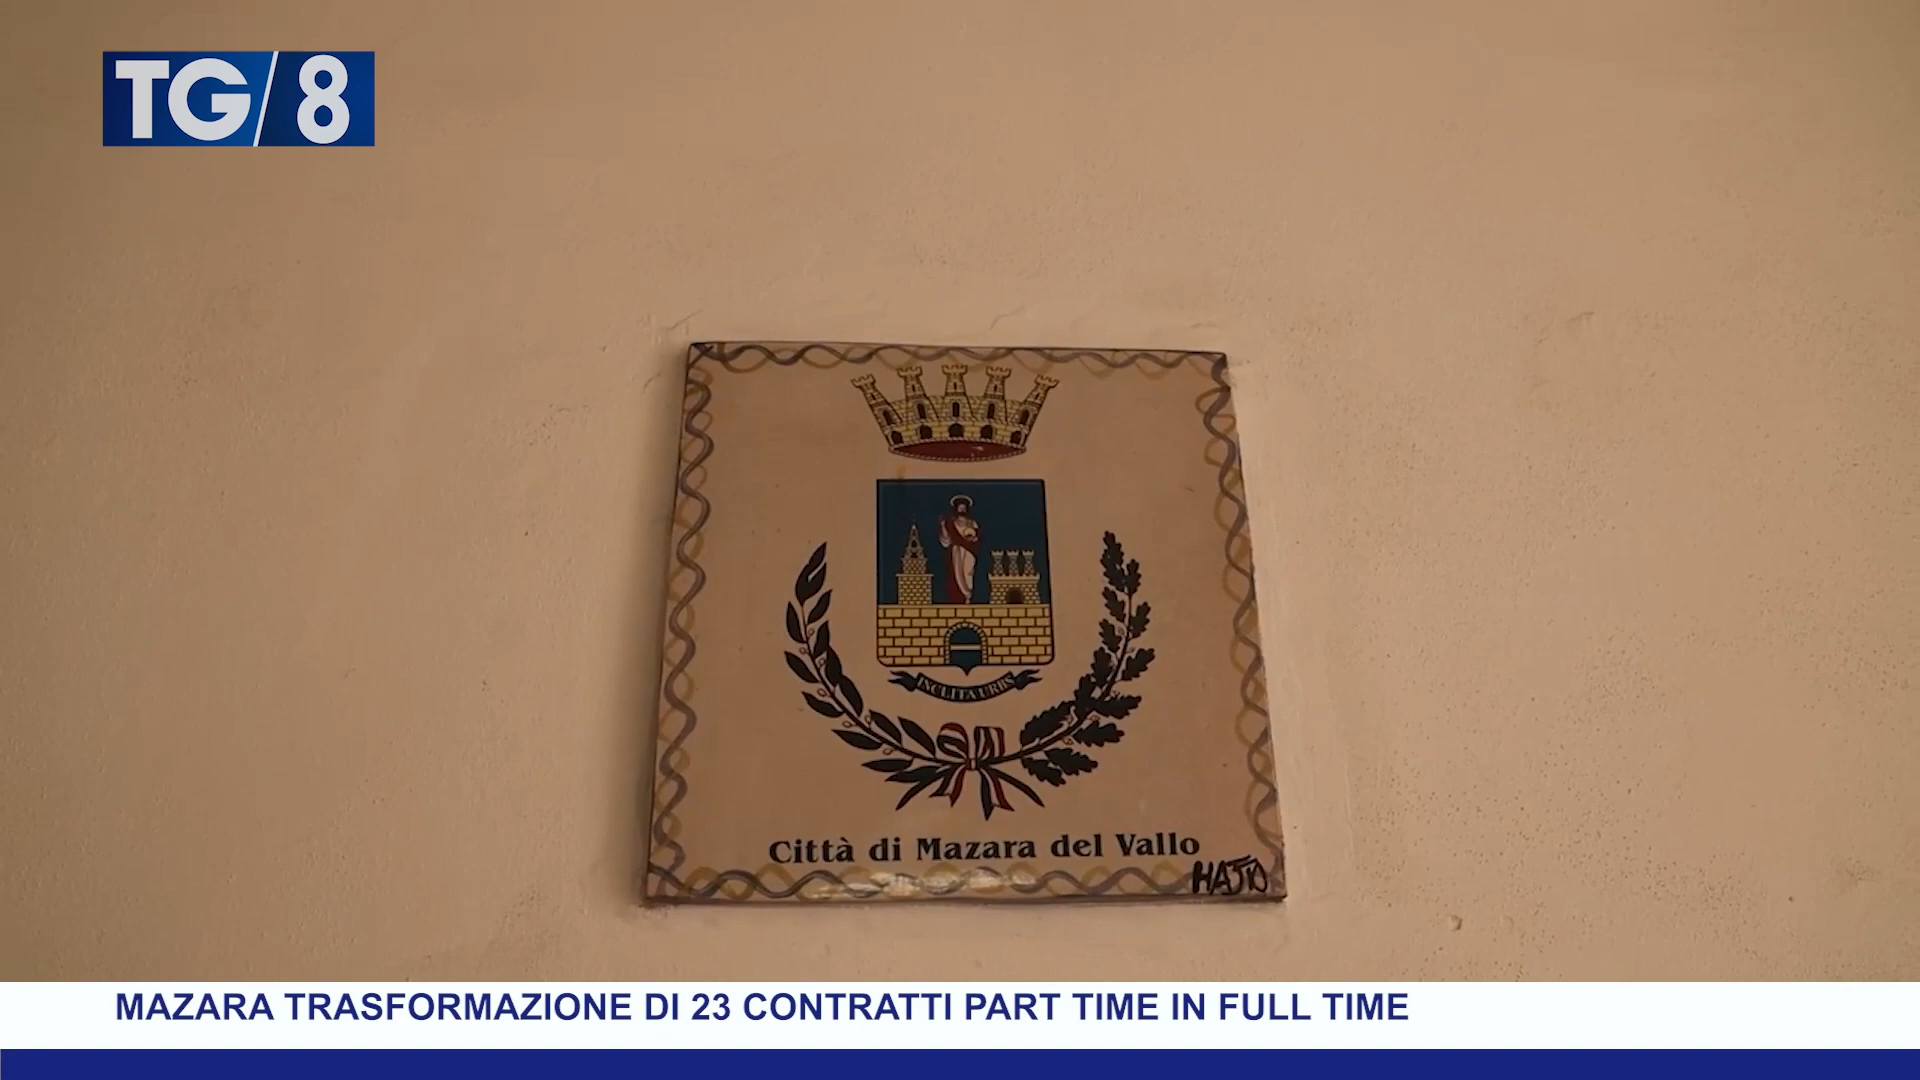 TG/8
INCLITA URBS
Città di Mazara del Vallo
HAJTO
MAZARA TRASFORMAZIONE DI 23 CONTRATTI PART TIME IN FULL TIME